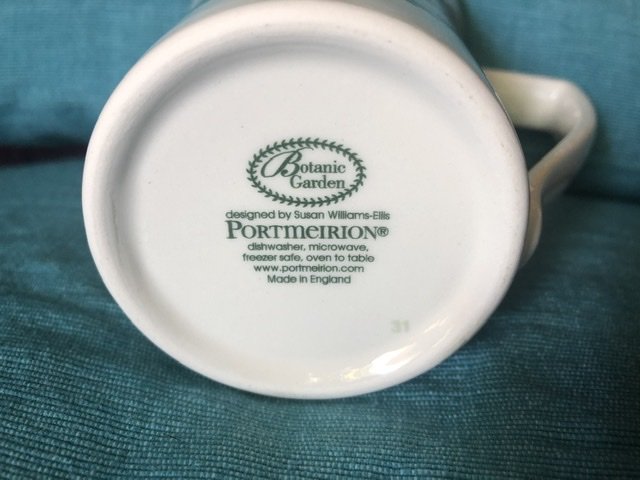 Botanic
Garden
designed by Susan Williams-Ellis
PORTMEIRION®
dishwasher, microwave,
freezer safe, oven to table
www.portmeirion.com
Made in England
31